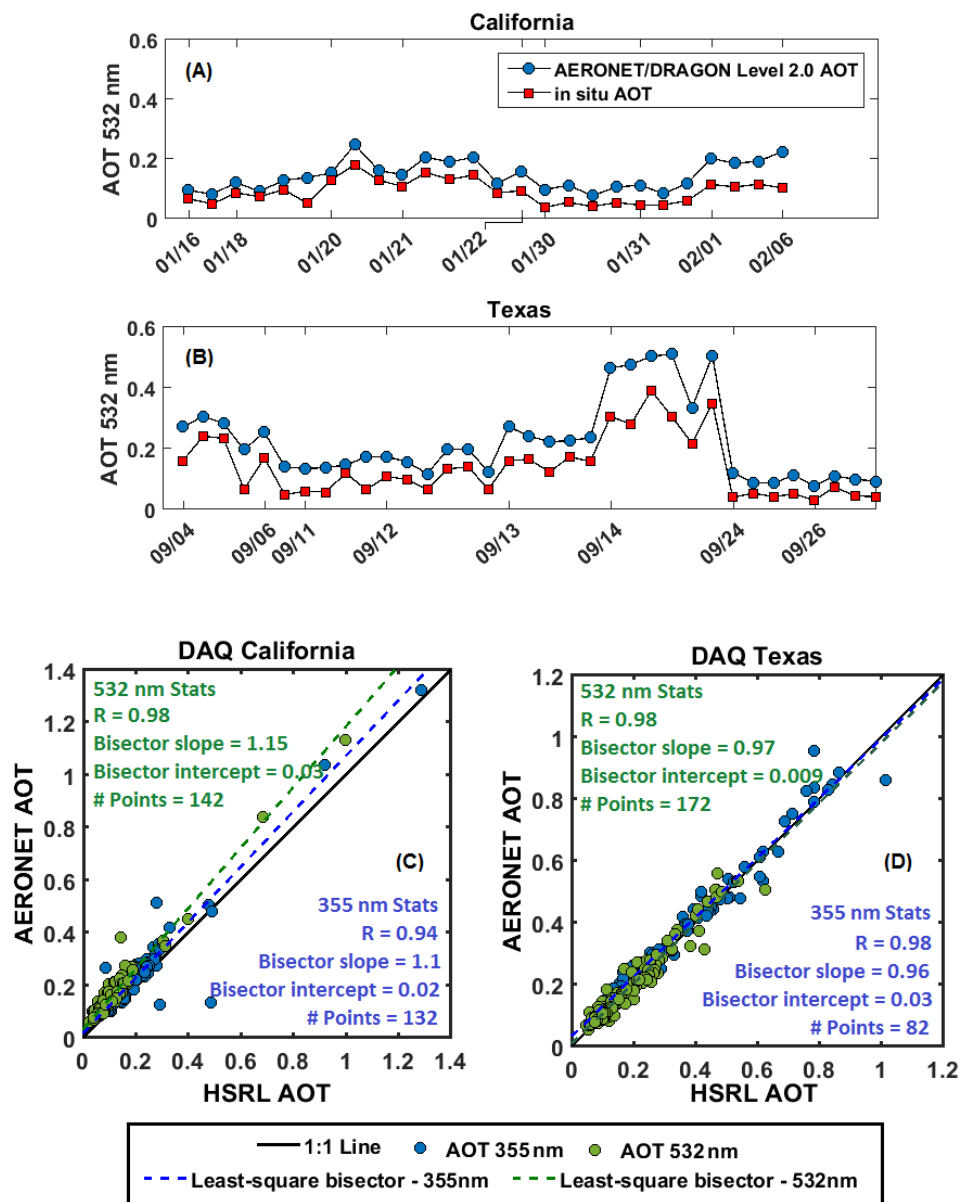 California
0.6
(A)
AERONET/DRAGON Level 2.0 AOT
in situ AOT
0.4
0.2
0
AOT 532 nm
01/16
01/18
01/20
01/21
01/22
01/30
01/31
02/01
02/06
Texas
0.6
(B)
0.4
0.2
0
AOT 532 nm
09/04
09/06
09/11
09/12
09/13
09/14
09/24
09/26
DAQ California
1.4
1.2
1
0.8
0.6
0.4
0.2
0
AERONET AOT
532 nm Stats
R = 0.98
Bisector slope = 1.15
Bisector intercept = 0.03
# Points = 142
(C)
355 nm Stats
R = 0.94
Bisector slope = 1.1
Bisector intercept = 0.02
# Points = 132
0 0.2 0.4 0.6 0.8 1 1.2 1.4
HSRL AOT
DAQ Texas
1.2
1
0.8
0.6
0.4
0.2
0
AERONET AOT
532 nm Stats
R = 0.98
Bisector slope = 0.97
Bisector intercept = 0.009
# Points = 172
(D)
355 nm Stats
R = 0.98
Bisector slope = 0.96
Bisector intercept = 0.03
# Points = 82
0 0.2 0.4 0.6 0.8 1 1.2
HSRL AOT
1:1 Line AOT 355nm AOT 532nm
Least-square bisector - 355nm Least-square bisector - 532nm